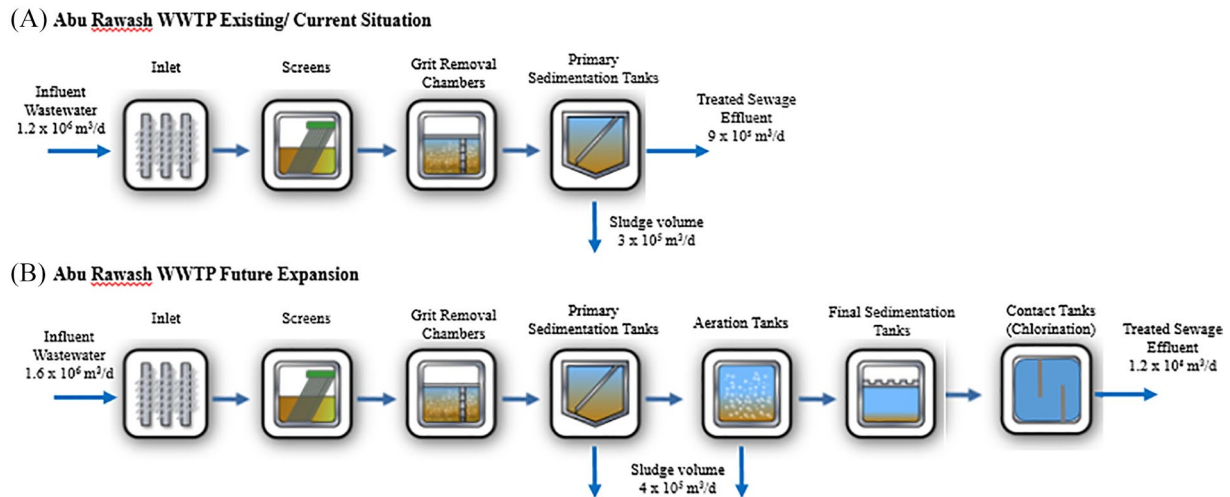 (A) Abu Rawash WWTP Existing/ Current Situation
Influent
Wastewater
1.2 x 10⁶ m³/d
Inlet
Screens
Grit Removal
Chambers
Primary
Sedimentation Tanks
Treated Sewage
Effluent
9 x 10⁵ m³/d
Sludge volume
3 x 10⁵ m³/d
(B) Abu Rawash WWTP Future Expansion
Influent
Wastewater
1.6 x 10⁶ m³/d
Inlet
Screens
Grit Removal
Chambers
Primary
Sedimentation Tanks
Aeration Tanks
Final Sedimentation
Tanks
Contact Tanks
(Chlorination)
Treated Sewage
Effluent
1.2 x 10⁶ m³/d
Sludge volume
4 x 10⁵ m³/d